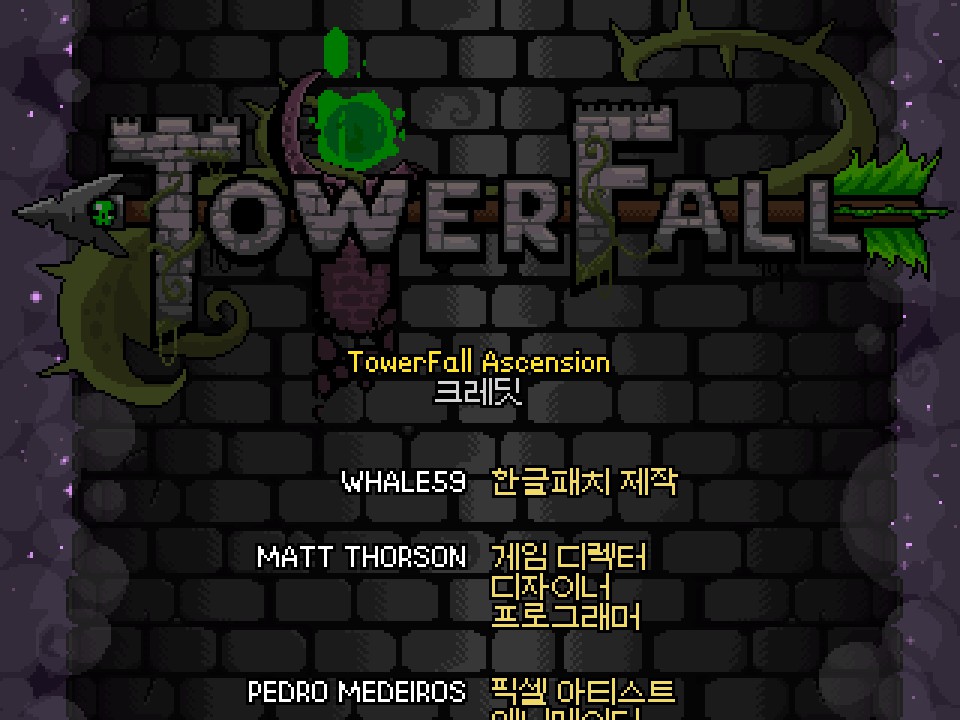 TOWERFALL
TowerFall Ascension
크레딧
WHALE59 한글패치 제작
MATT THORSON 게임 디렉터
디자이너
프로그래머
PEDRO MEDEIROS 픽셀 아티스트